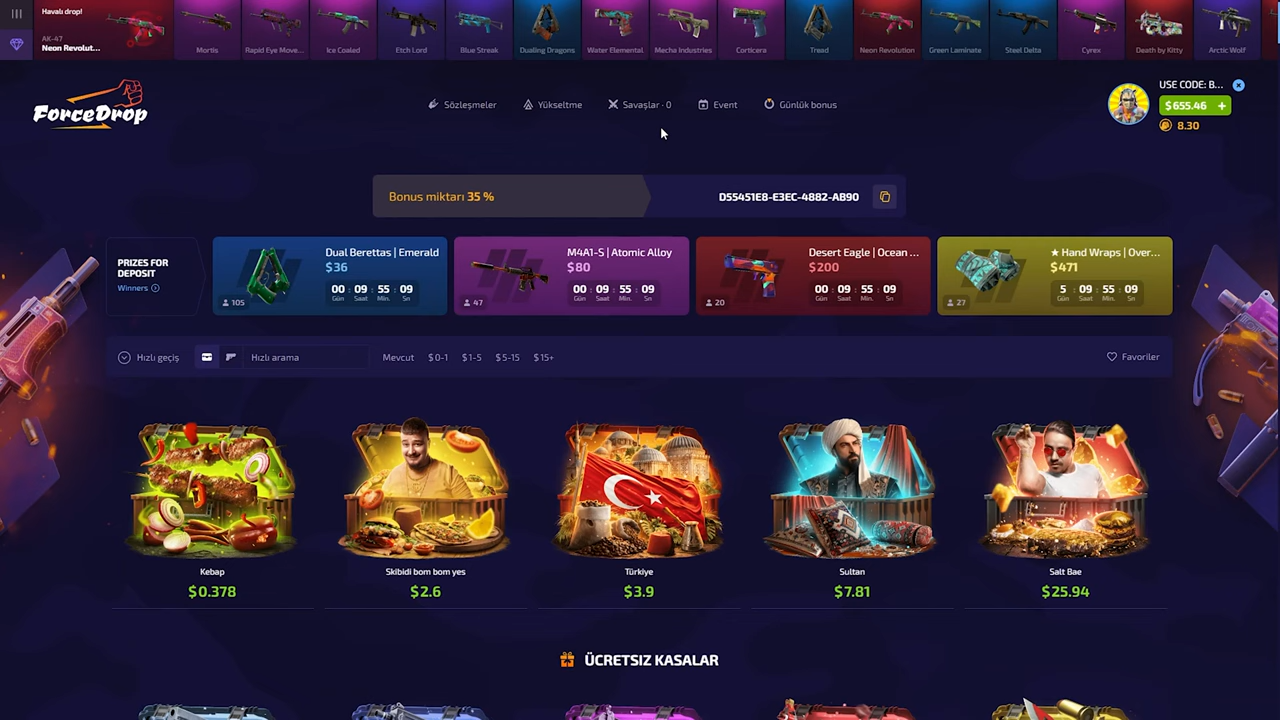 Havalı drop!
AK-47
Neon Revolut...
Mortis
Rapid Eye Move...
Ice Coaled
Etch Lord
Blue Streak
Dualing Dragons
Water Elemental
Mecha Industries
Corticera
Tread
Neon Revolution
Green Laminate
Steel Delta
Cyrex
Death by Kitty
Arctic Wolf
ForceDrop
Sözleşmeler
Yükseltme
Savaşlar · 0
Event
Günlük bonus
USE CODE: B...
$655.46 +
8.30
Bonus miktarı 35 %
D55451E8-E3EC-4882-AB90
PRIZES FOR
DEPOSIT
Winners
Dual Berettas | Emerald
$36
105
00 : 09 : 55 : 09
Gün Saat Min. Sn
M4A1-S | Atomic Alloy
$80
47
00 : 09 : 55 : 09
Gün Saat Min. Sn
Desert Eagle | Ocean ...
$200
20
00 : 09 : 55 : 09
Gün Saat Min. Sn
★ Hand Wraps | Over...
$471
27
5 : 09 : 55 : 09
Gün Saat Min. Sn
Hızlı geçiş
Hızlı arama
Mevcut
$0-1
$1-5
$5-15
$15+
Favoriler
Kebap
$0.378
Skibidi bom bom yes
$2.6
Türkiye
$3.9
Sultan
$7.81
Salt Bae
$25.94
ÜCRETSIZ KASALAR